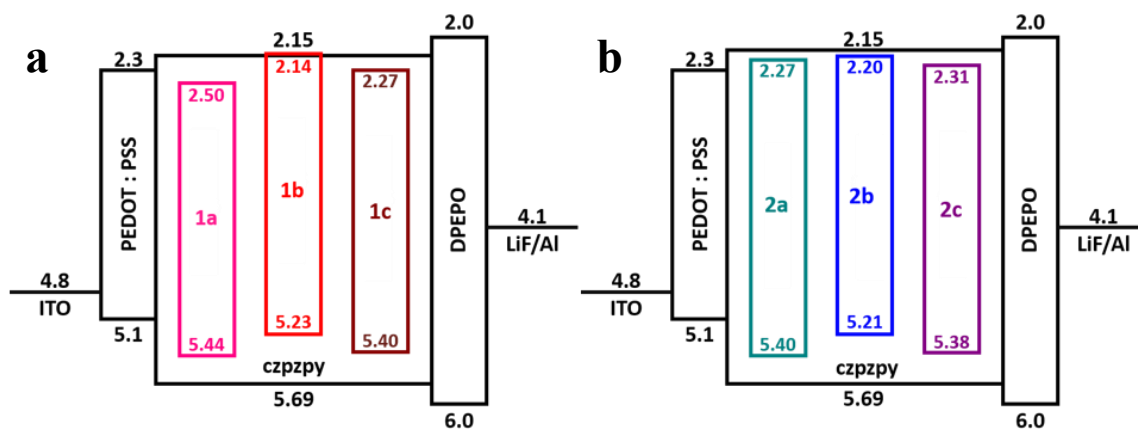 a
2.3
PEDOT : PSS
5.1
4.8
ITO
2.15
2.50
1a
5.44
2.14
1b
5.23
2.27
1c
5.40
czpzpy
5.69
2.0
DPEPO
6.0
4.1
LiF/Al
b
2.3
PEDOT : PSS
5.1
4.8
ITO
2.15
2.27
2a
5.40
2.20
2b
5.21
2.31
2c
5.38
czpzpy
5.69
2.0
DPEPO
6.0
4.1
LiF/Al